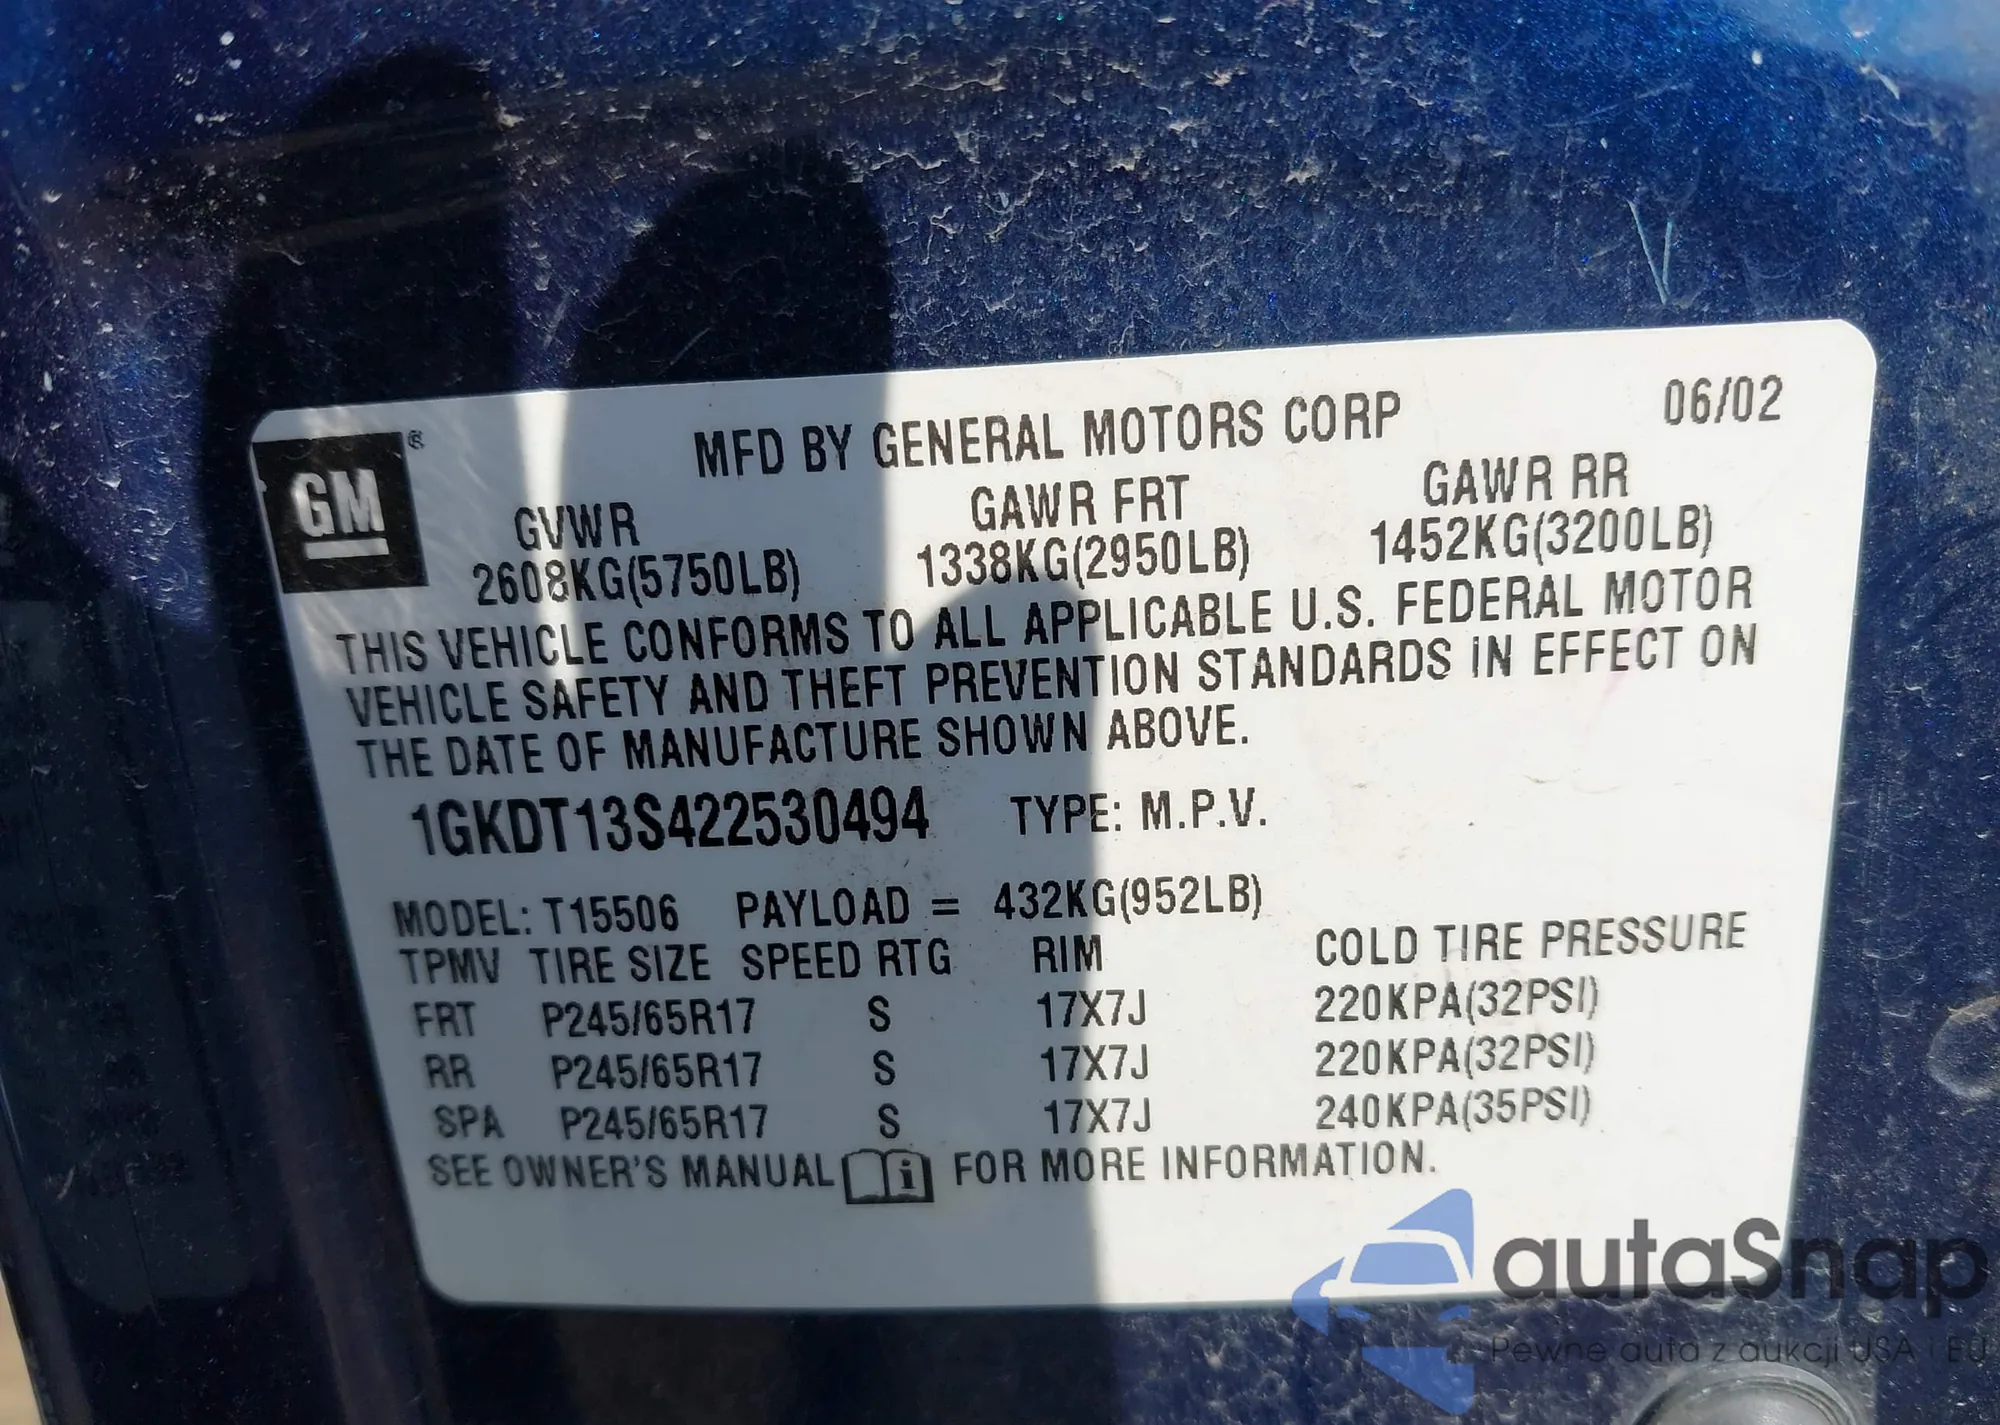 GM®
MFD BY GENERAL MOTORS CORP 06/02
GVWR GAWR FRT GAWR RR
2608KG(5750LB) 1338KG(2950LB) 1452KG(3200LB)
THIS VEHICLE CONFORMS TO ALL APPLICABLE U.S. FEDERAL MOTOR
VEHICLE SAFETY AND THEFT PREVENTION STANDARDS IN EFFECT ON
THE DATE OF MANUFACTURE SHOWN ABOVE.
1GKDT13S422530494 TYPE: M.P.V.
MODEL: T15506 PAYLOAD = 432KG(952LB)
TPMV TIRE SIZE SPEED RTG RIM COLD TIRE PRESSURE
FRT P245/65R17 S 17X7J 220KPA(32PSI)
RR P245/65R17 S 17X7J 220KPA(32PSI)
SPA P245/65R17 S 17X7J 240KPA(35PSI)
SEE OWNER'S MANUAL i FOR MORE INFORMATION.
autaSnap
Pewne auta z aukcji USA i EU